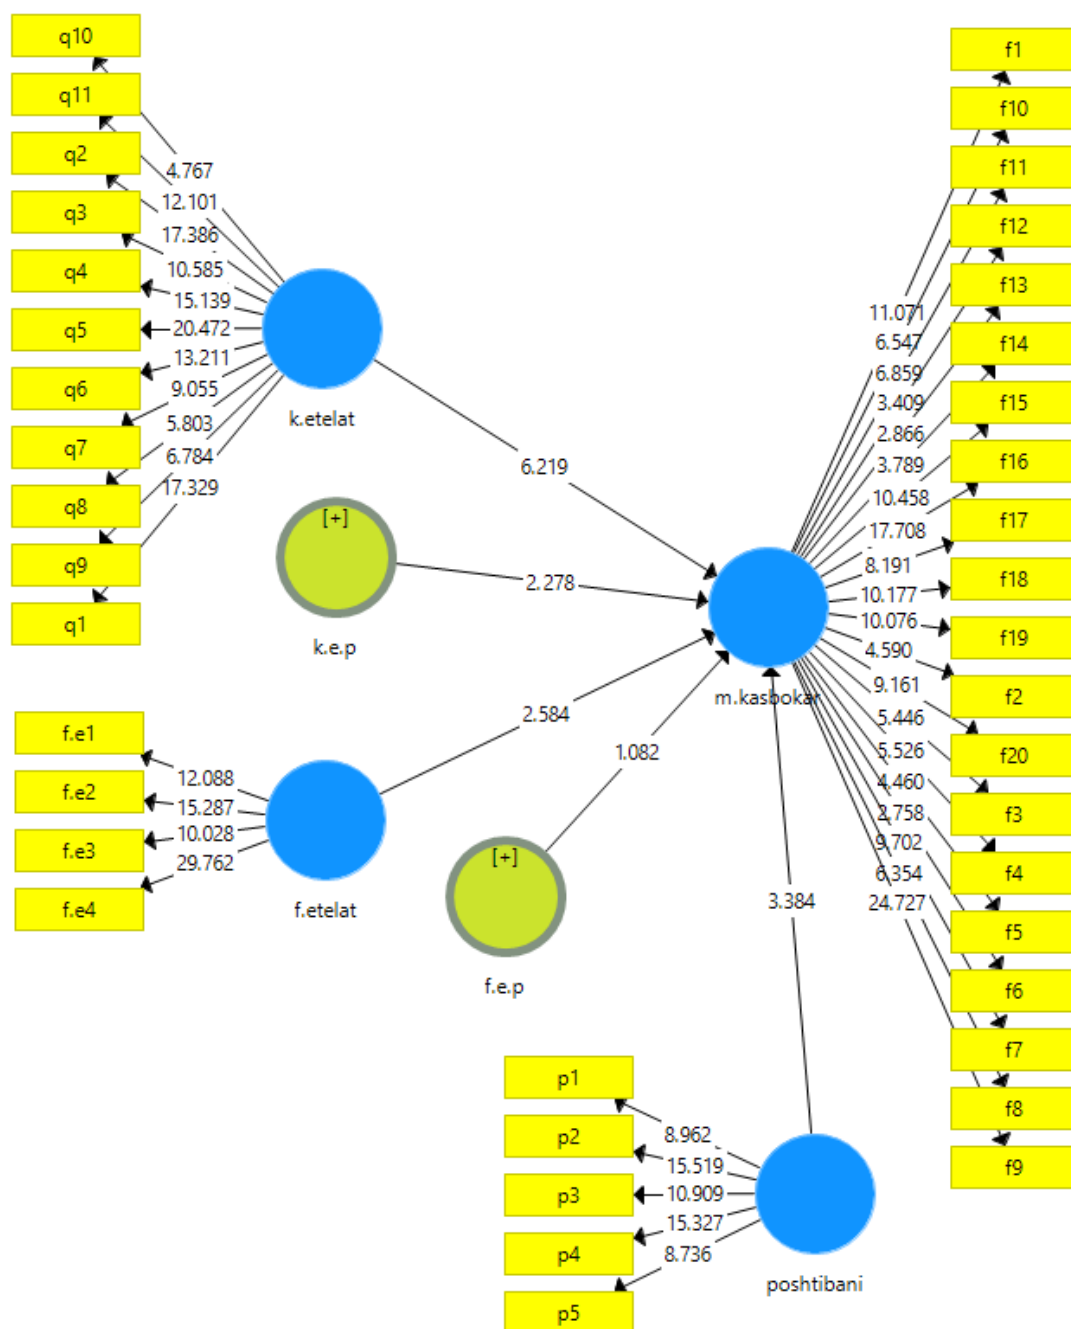 q10
q11
q2
q3
q4
q5
q6
q7
q8
q9
q1
4.767
12.101
17.386
10.585
15.139
20.472
13.211
9.055
5.803
6.784
17.329
k.etelat
6.219
[+]
k.e.p
2.278
f.e1
f.e2
f.e3
f.e4
12.088
15.287
10.028
29.762
f.etelat
2.584
[+]
f.e.p
1.082
m.kasbokar
3.384
p1
p2
p3
p4
p5
8.962
15.519
10.909
15.327
8.736
poshtibani
11.071
6.547
6.859
3.409
2.866
3.789
10.458
17.708
8.191
10.177
10.076
4.590
9.161
5.446
5.526
4.460
2.758
9.702
6.354
24.727
f1
f10
f11
f12
f13
f14
f15
f16
f17
f18
f19
f2
f20
f3
f4
f5
f6
f7
f8
f9